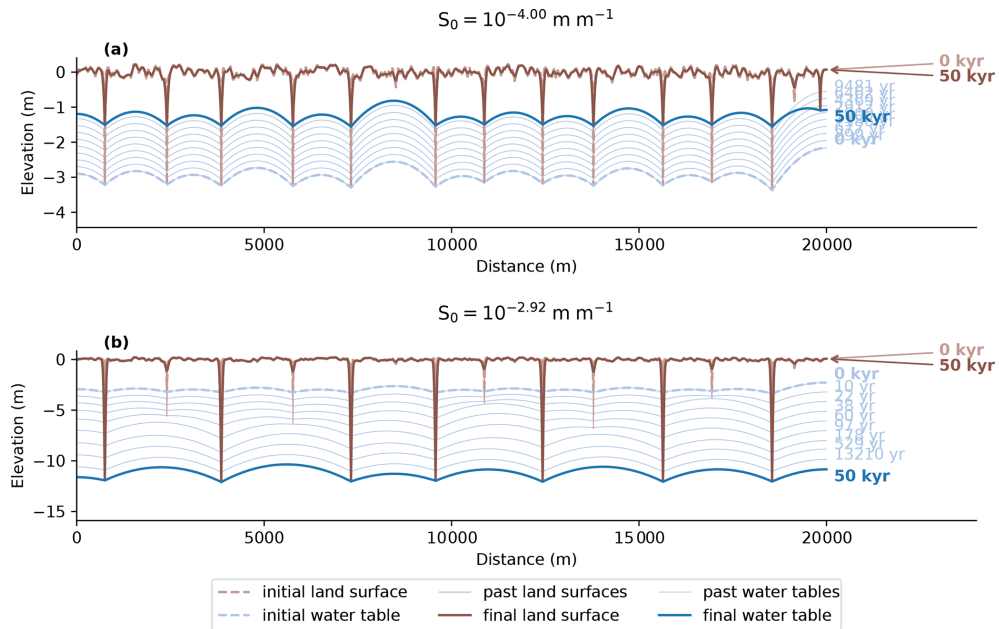 S₀ = 10⁻⁴·⁰⁰ m m⁻¹
(a)
0 kyr
50 kyr
9481 yr
50 kyr
0 kyr
Elevation (m)
0
−1
−2
−3
−4
0 5000 10000 15000 20000
Distance (m)
S₀ = 10⁻²·⁹² m m⁻¹
(b)
0 kyr
50 kyr
0 kyr
10 yr
22 yr
38 yr
60 yr
97 yr
178 yr
529 yr
13210 yr
50 kyr
Elevation (m)
0
−5
−10
−15
0 5000 10000 15000 20000
Distance (m)
initial land surface past land surfaces past water tables
initial water table final land surface final water table